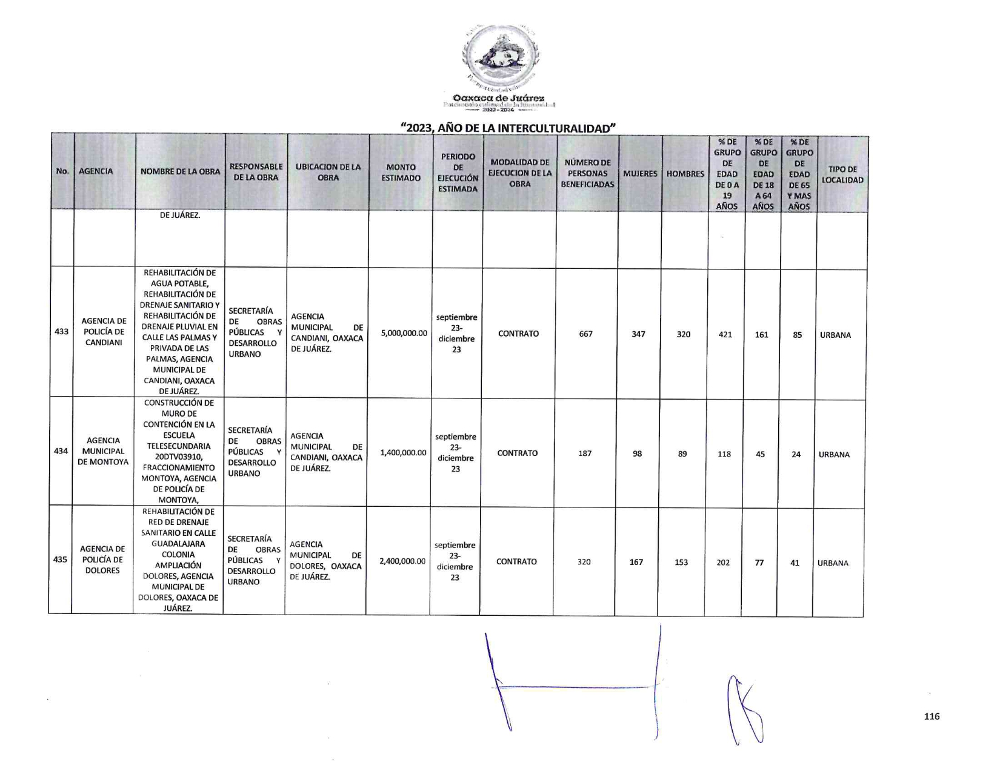 Oaxaca de Juárez
Patrimonio cultural de la humanidad
2022 - 2024
“2023, AÑO DE LA INTERCULTURALIDAD”
No.
AGENCIA
NOMBRE DE LA OBRA
RESPONSABLE
DE LA OBRA
UBICACION DE LA
OBRA
MONTO
ESTIMADO
PERIODO
DE
EJECUCIÓN
ESTIMADA
MODALIDAD DE
EJECUCION DE LA
OBRA
NÚMERO DE
PERSONAS
BENEFICIADAS
MUJERES
HOMBRES
% DE
GRUPO
DE
EDAD
DE 0 A
19
AÑOS
% DE
GRUPO
DE
EDAD
DE 18
A 64
AÑOS
% DE
GRUPO
DE
EDAD
DE 65
Y MAS
AÑOS
TIPO DE
LOCALIDAD
DE JUÁREZ.
433
AGENCIA DE
POLICÍA DE
CANDIANI
REHABILITACIÓN DE
AGUA POTABLE,
REHABILITACIÓN DE
DRENAJE SANITARIO Y
REHABILITACIÓN DE
DRENAJE PLUVIAL EN
CALLE LAS PALMAS Y
PRIVADA DE LAS
PALMAS, AGENCIA
MUNICIPAL DE
CANDIANI, OAXACA
DE JUÁREZ.
SECRETARÍA
DE OBRAS
PÚBLICAS Y
DESARROLLO
URBANO
AGENCIA
MUNICIPAL DE
CANDIANI, OAXACA
DE JUÁREZ.
5,000,000.00
septiembre
23-
diciembre
23
CONTRATO
667
347
320
421
161
85
URBANA
434
AGENCIA
MUNICIPAL
DE MONTOYA
CONSTRUCCIÓN DE
MURO DE
CONTENCIÓN EN LA
ESCUELA
TELESECUNDARIA
20DTV03910,
FRACCIONAMIENTO
MONTOYA, AGENCIA
DE POLICÍA DE
MONTOYA,
SECRETARÍA
DE OBRAS
PÚBLICAS Y
DESARROLLO
URBANO
AGENCIA
MUNICIPAL DE
CANDIANI, OAXACA
DE JUÁREZ.
1,400,000.00
septiembre
23-
diciembre
23
CONTRATO
187
98
89
118
45
24
URBANA
435
AGENCIA DE
POLICÍA DE
DOLORES
REHABILITACIÓN DE
RED DE DRENAJE
SANITARIO EN CALLE
GUADALAJARA
COLONIA
AMPLIACIÓN
DOLORES, AGENCIA
MUNICIPAL DE
DOLORES, OAXACA DE
JUÁREZ.
SECRETARÍA
DE OBRAS
PÚBLICAS Y
DESARROLLO
URBANO
AGENCIA
MUNICIPAL DE
DOLORES, OAXACA
DE JUÁREZ.
2,400,000.00
septiembre
23-
diciembre
23
CONTRATO
320
167
153
202
77
41
URBANA
116